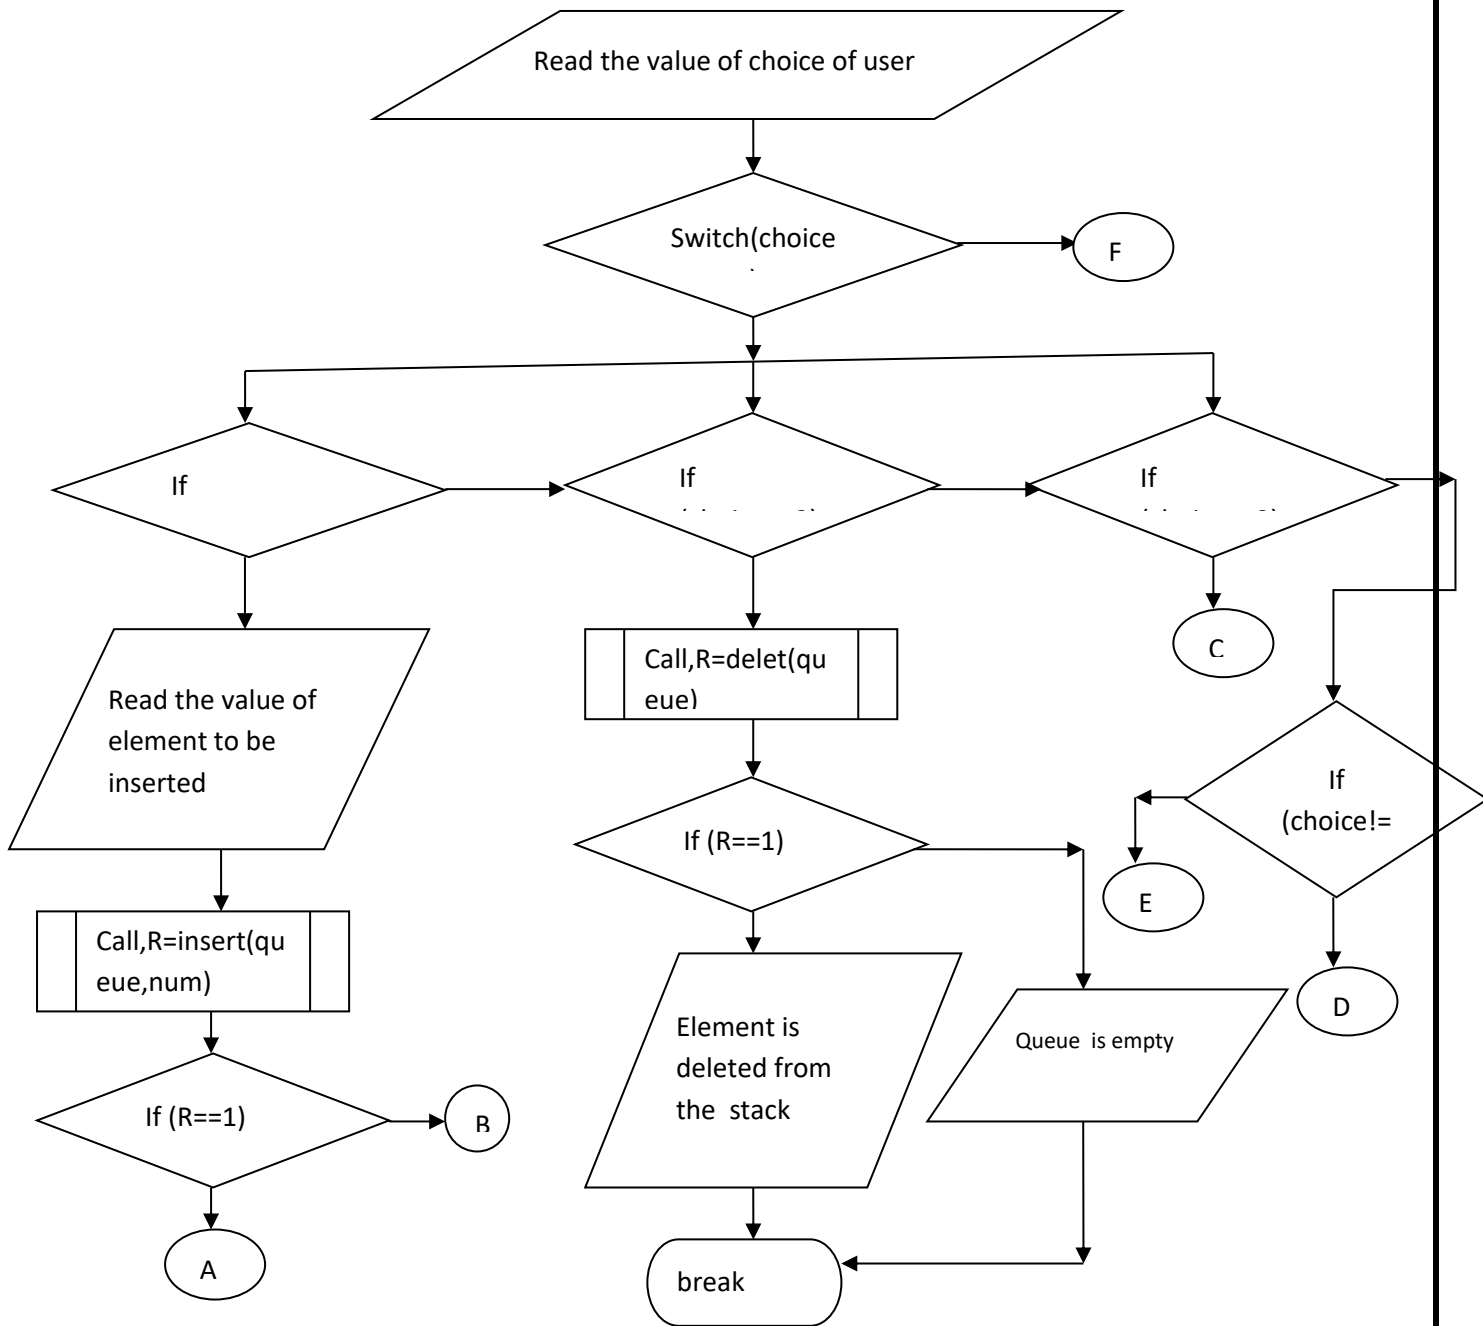 Read the value of choice of user
Switch(choice
F
If
If
If
C
Call,R=delet(qu
eue)
Read the value of
element to be
inserted
If
(choice!=
If (R==1)
E
Call,R=insert(qu
eue,num)
D
Element is
deleted from
the stack
Queue is empty
If (R==1)
B
A
break